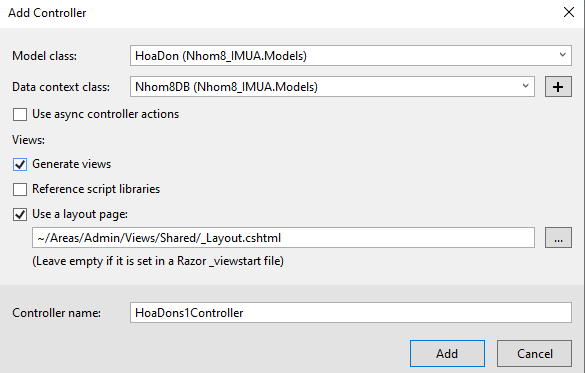 Add Controller
Model class: HoaDon (Nhom8_IMUA.Models)
Data context class: Nhom8DB (Nhom8_IMUA.Models) +
Use async controller actions
Views:
Generate views
Reference script libraries
Use a layout page:
~/Areas/Admin/Views/Shared/_Layout.cshtml ...
(Leave empty if it is set in a Razor _viewstart file)
Controller name: HoaDons1Controller
Add Cancel